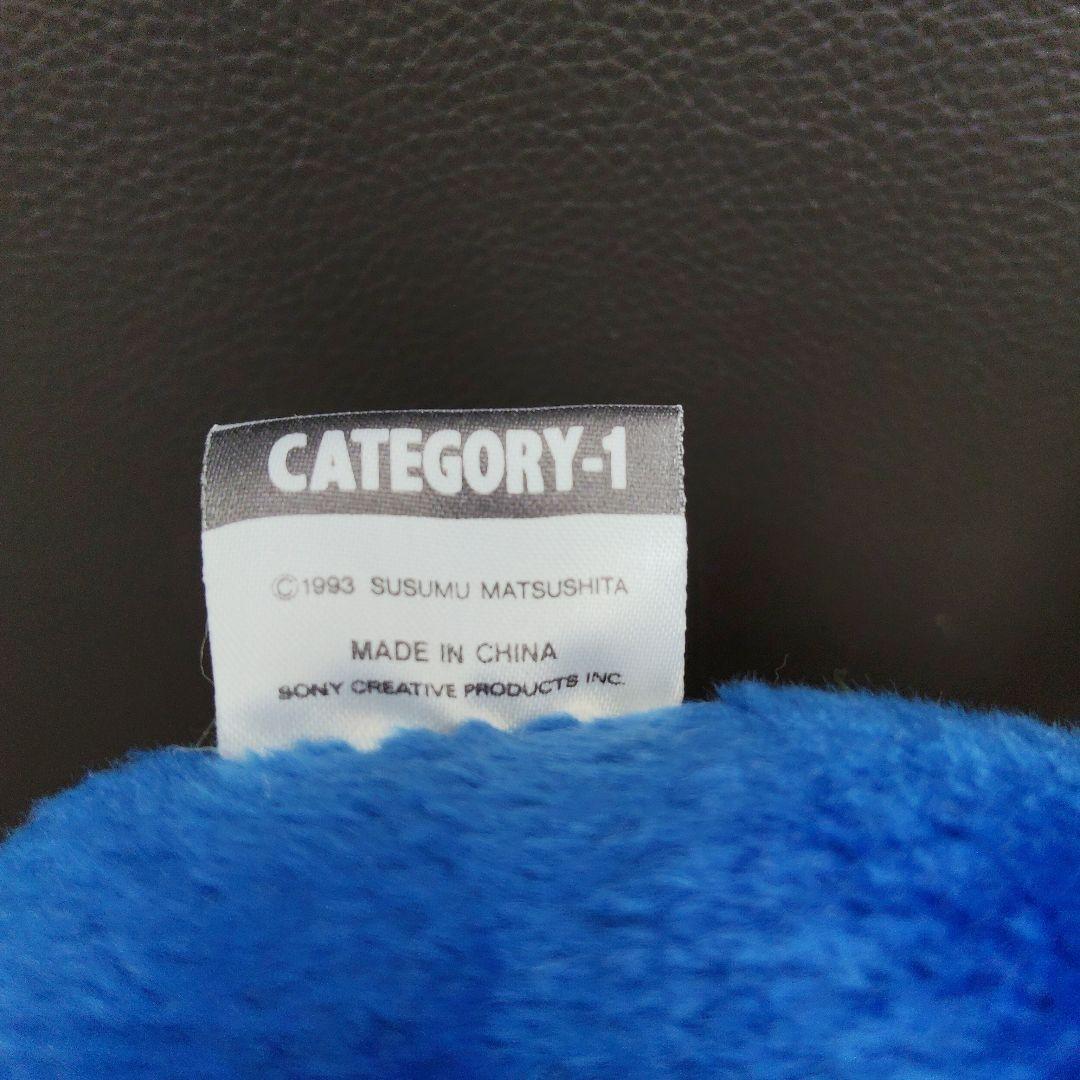 CATEGORY-1
©1993 SUSUMU MATSUSHITA
MADE IN CHINA
SONY CREATIVE PRODUCTS INC.